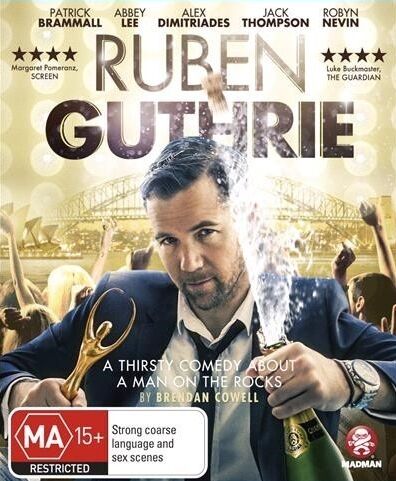 PATRICK BRAMMALL
ABBEY LEE
ALEX DIMITRIADES
JACK THOMPSON
ROBYN NEVIN
★★★★
Margaret Pomeranz,
SCREEN
★★★★
Luke Buckmaster,
THE GUARDIAN
RUBEN
GUTHRIE
A THIRSTY COMEDY ABOUT
A MAN ON THE ROCKS
BY BRENDAN COWELL
MA 15+
RESTRICTED
Strong coarse
language and
sex scenes
MADMAN